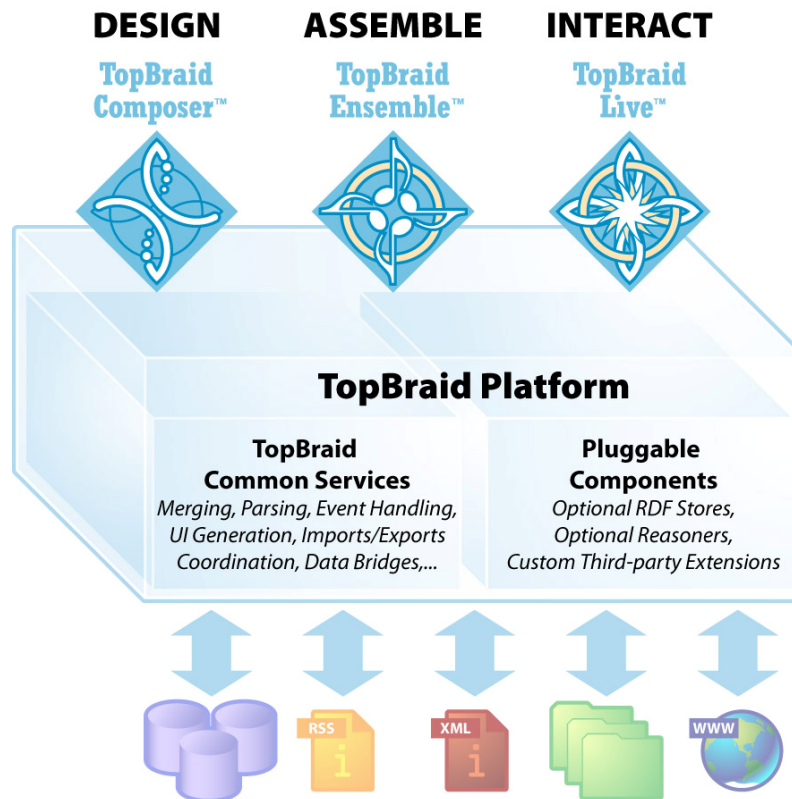 DESIGN
ASSEMBLE
INTERACT
TopBraid
Composer™
TopBraid
Ensemble™
TopBraid
Live™
TopBraid Platform
TopBraid
Common Services
Merging, Parsing, Event Handling,
UI Generation, Imports/Exports
Coordination, Data Bridges,...
Pluggable
Components
Optional RDF Stores,
Optional Reasoners,
Custom Third-party Extensions
RSS
i
XML
i
WWW